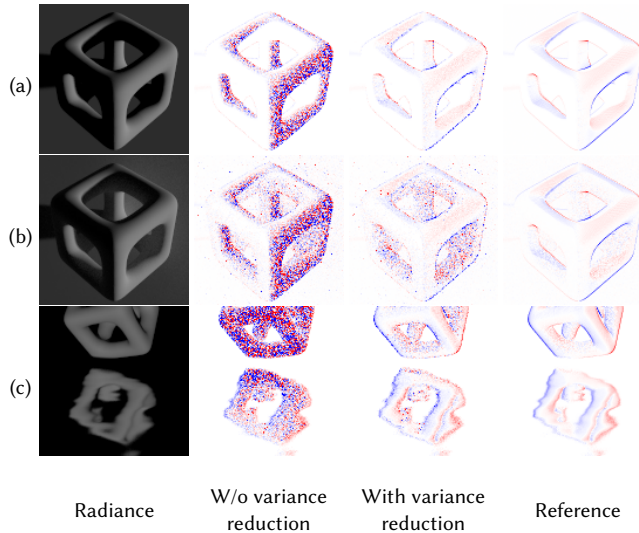 (a)
(b)
(c)
Radiance
W/o variance
reduction
With variance
reduction
Reference